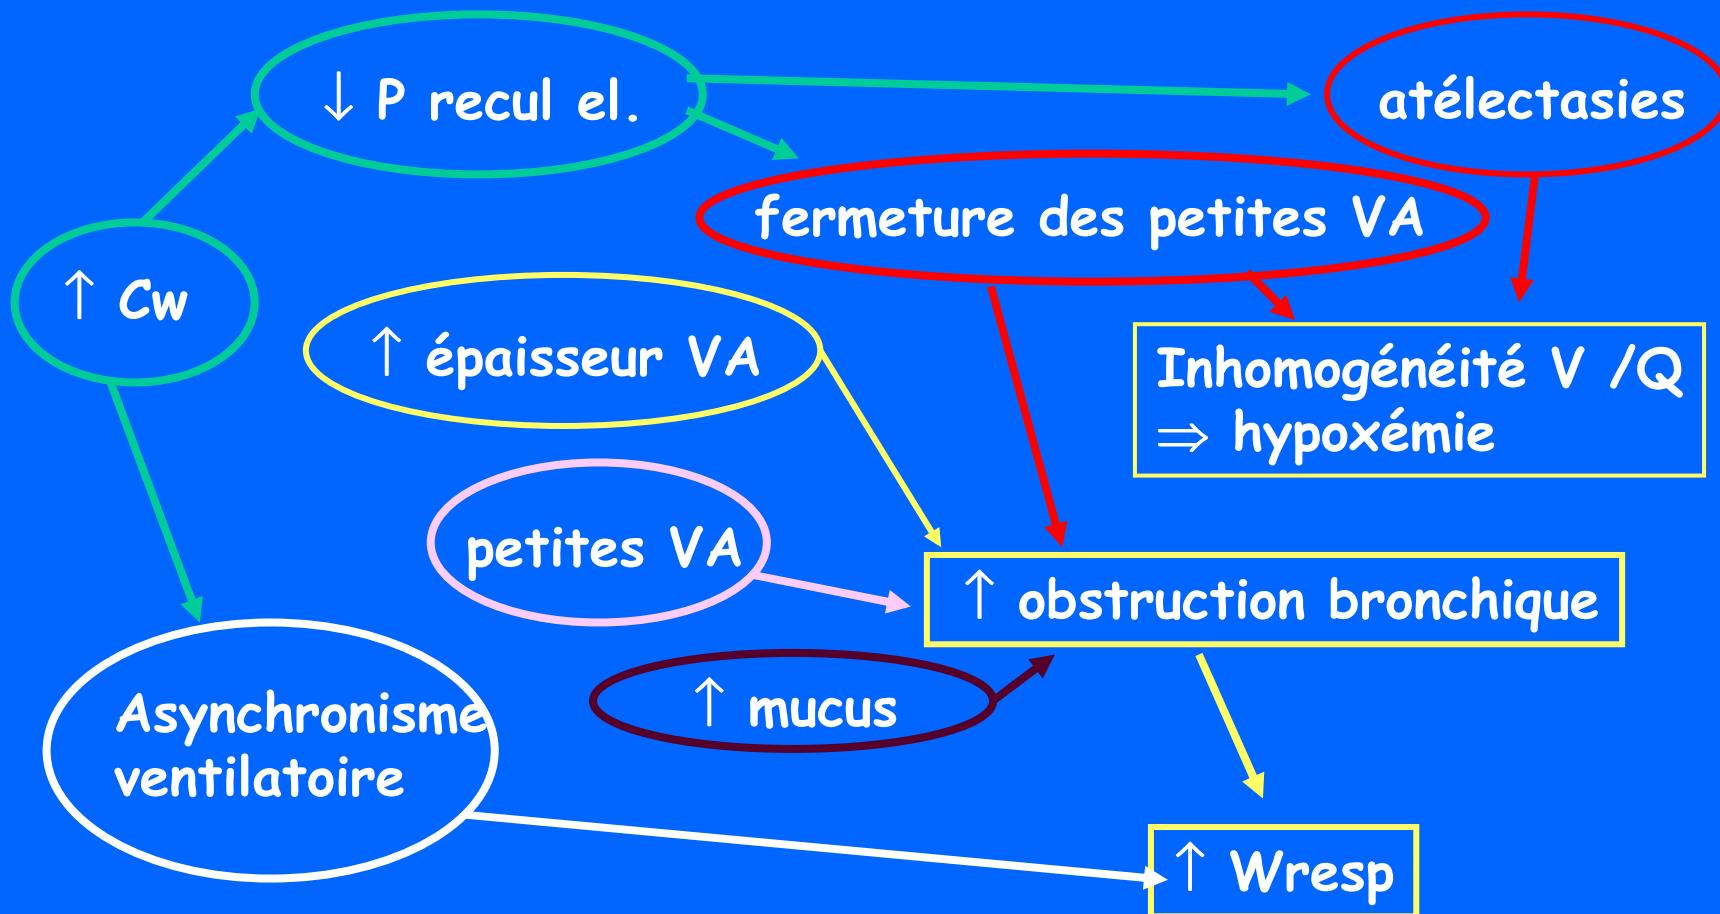 ↓ P recul el.
atélectasies
fermeture des petites VA
↑ Cw
↑ épaisseur VA
Inhomogénéité V /Q
⇒ hypoxémie
petites VA
↑ obstruction bronchique
↑ mucus
Asynchronisme
ventilatoire
↑ Wresp